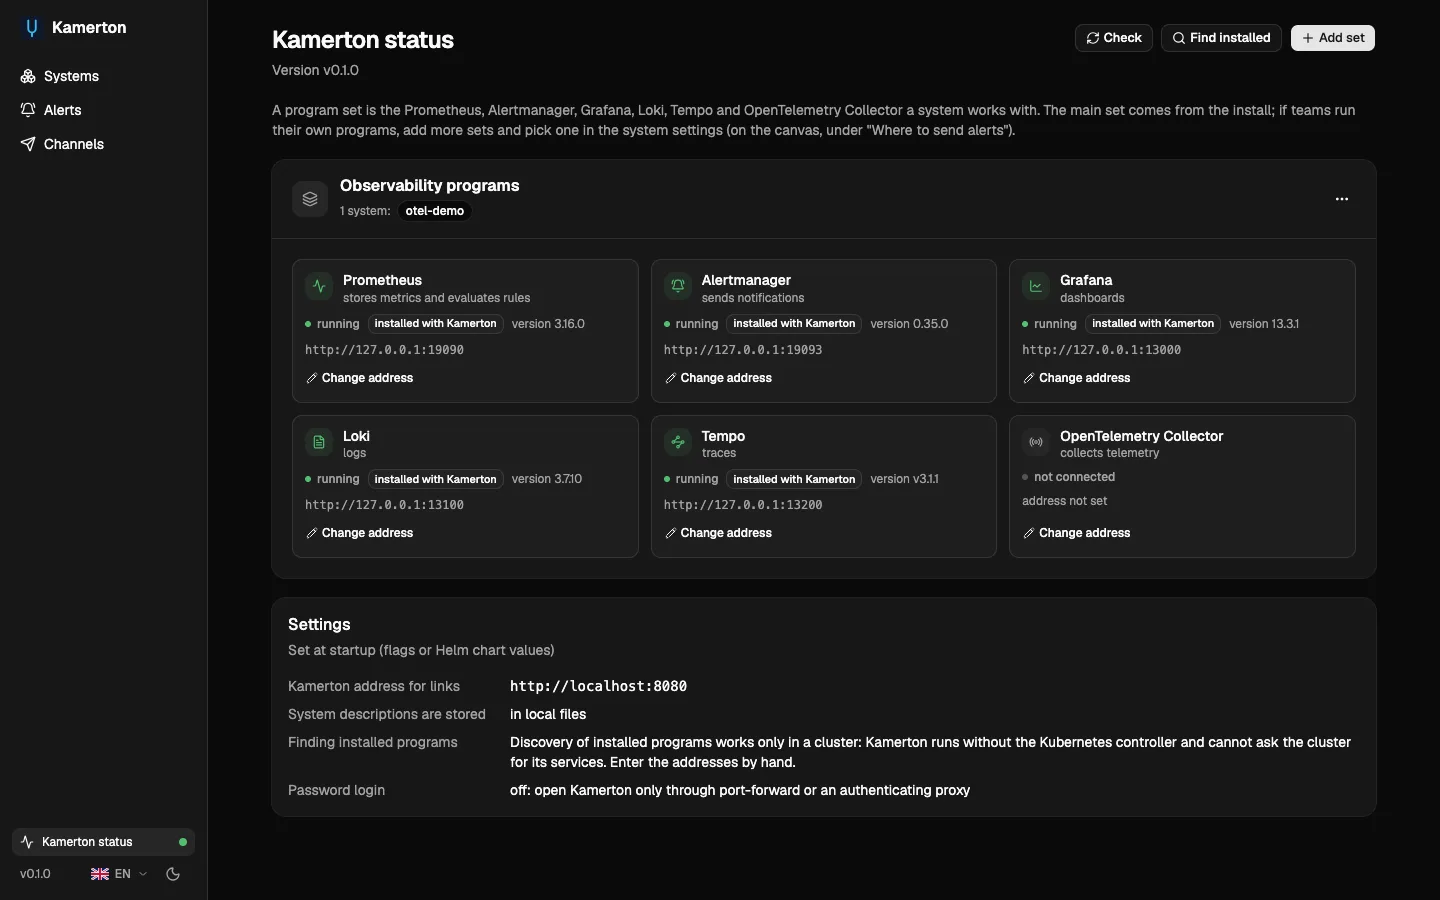 Kamerton
Systems
Alerts
Channels
Kamerton status
v0.1.0
EN
Kamerton status
Version v0.1.0
Check
Find installed
Add set
A program set is the Prometheus, Alertmanager, Grafana, Loki, Tempo and OpenTelemetry Collector a system works with. The main set comes from the install; if teams run
their own programs, add more sets and pick one in the system settings (on the canvas, under "Where to send alerts").
Observability programs
1 system: otel-demo
Prometheus
stores metrics and evaluates rules
running installed with Kamerton version 3.16.0
http://127.0.0.1:19090
Change address
Alertmanager
sends notifications
running installed with Kamerton version 0.35.0
http://127.0.0.1:19093
Change address
Grafana
dashboards
running installed with Kamerton version 13.3.1
http://127.0.0.1:13000
Change address
Loki
logs
running installed with Kamerton version 3.7.10
http://127.0.0.1:13100
Change address
Tempo
traces
running installed with Kamerton version v3.1.1
http://127.0.0.1:13200
Change address
OpenTelemetry Collector
collects telemetry
not connected
address not set
Change address
Settings
Set at startup (flags or Helm chart values)
Kamerton address for links http://localhost:8080
System descriptions are stored in local files
Finding installed programs Discovery of installed programs works only in a cluster: Kamerton runs without the Kubernetes controller and cannot ask the cluster
for its services. Enter the addresses by hand.
Password login off: open Kamerton only through port-forward or an authenticating proxy